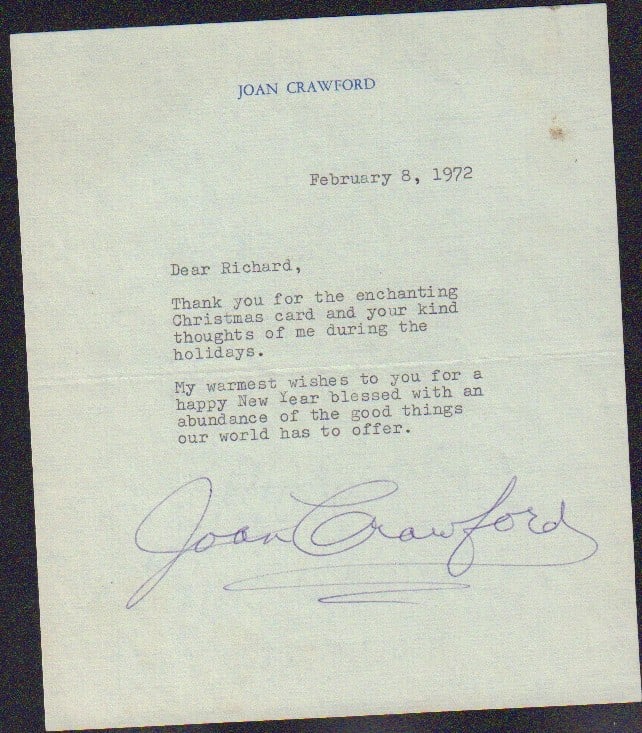 JOAN CRAWFORD
February 8, 1972
Dear Richard,
Thank you for the enchanting
Christmas card and your kind
thoughts of me during the
holidays.
My warmest wishes to you for a
happy New Year blessed with an
abundance of the good things
our world has to offer.
Joan Crawford